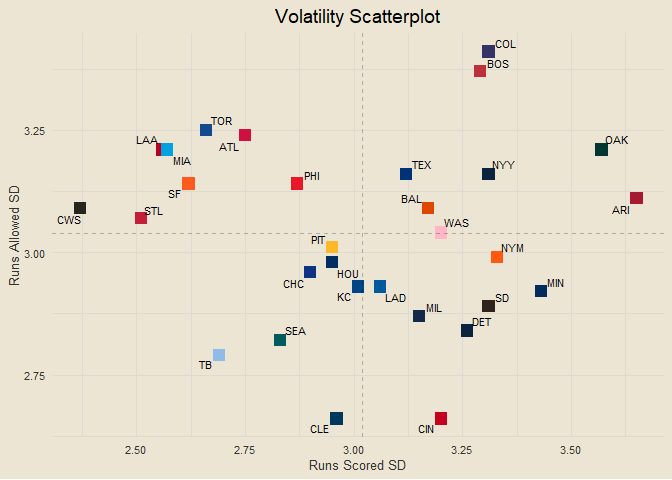 Volatility Scatterplot
COL
BOS
TOR
LAA
ATL
OAK
MIA
TEX
NYY
PHI
SF
BAL
ARI
CWS
STL
WAS
PIT
NYM
HOU
CHC
KC
LAD
MIN
SD
MIL
DET
SEA
TB
CLE
CIN
3.25
3.00
2.75
Runs Allowed SD
2.50
2.75
3.00
3.25
3.50
Runs Scored SD